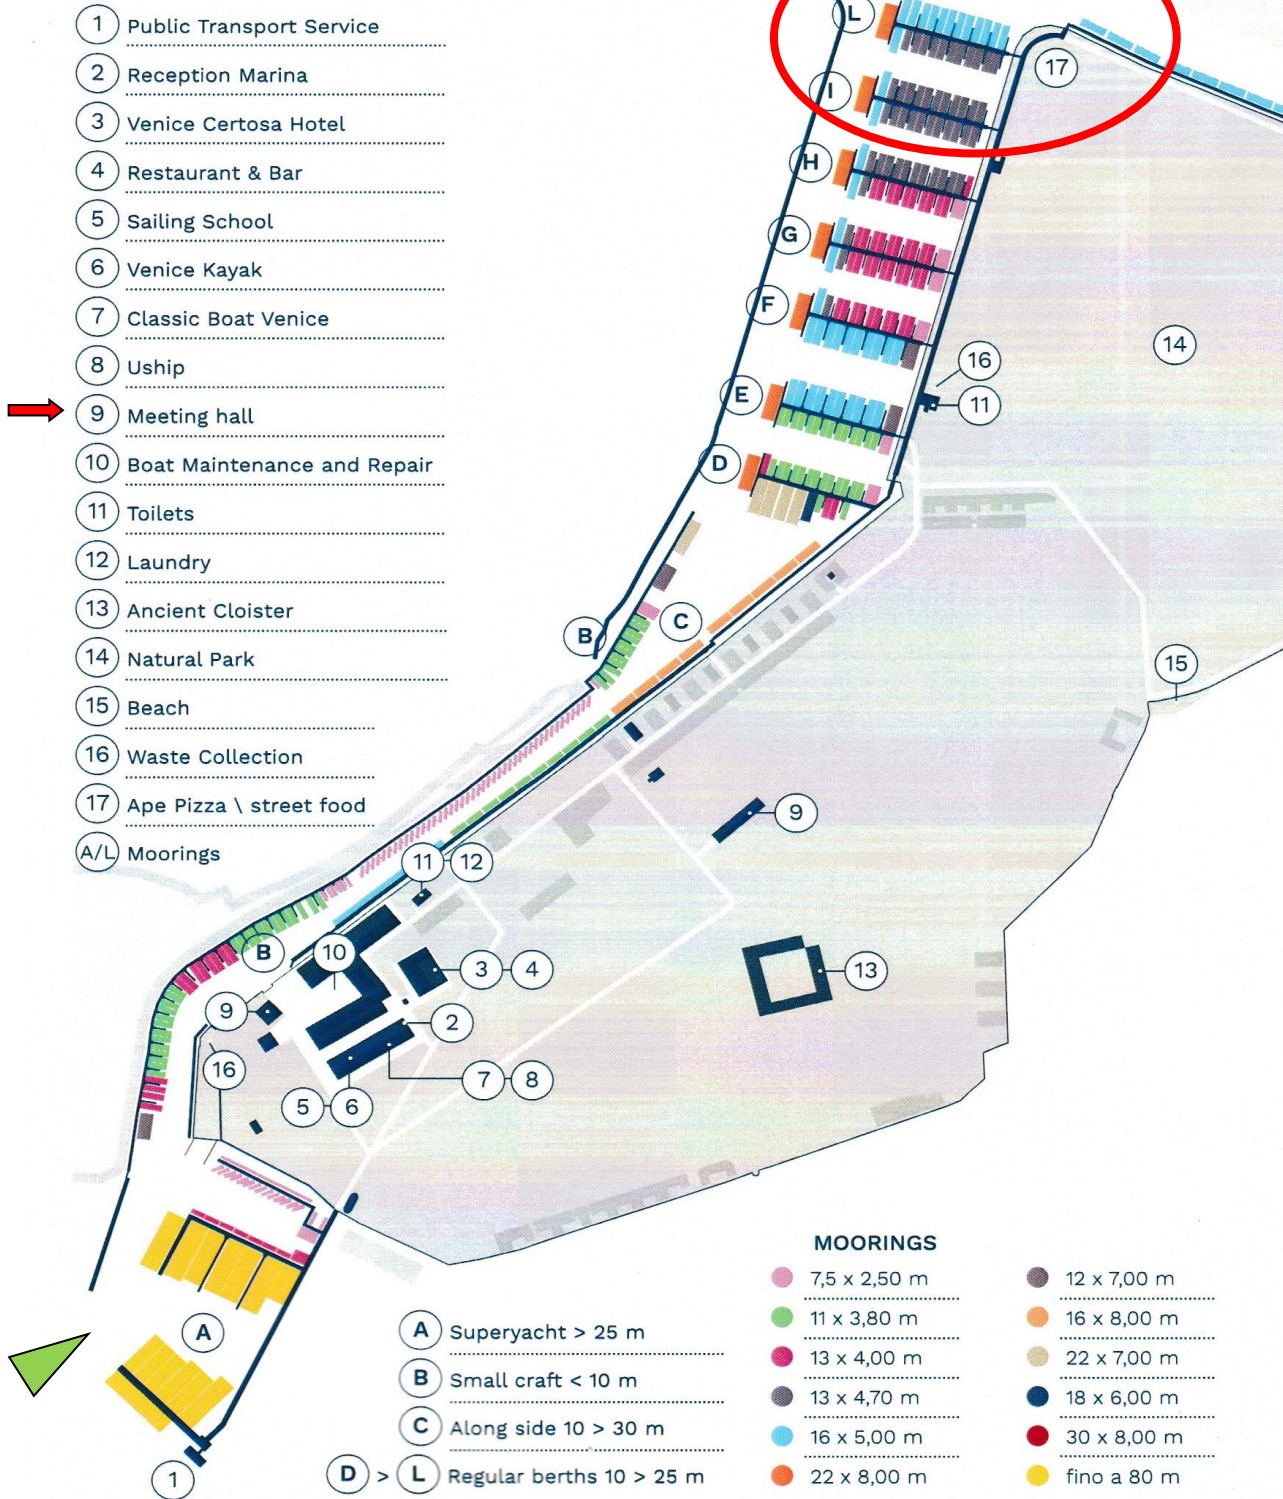 1 Public Transport Service
2 Reception Marina
3 Venice Certosa Hotel
4 Restaurant & Bar
5 Sailing School
6 Venice Kayak
7 Classic Boat Venice
8 Uship
9 Meeting hall
10 Boat Maintenance and Repair
11 Toilets
12 Laundry
13 Ancient Cloister
14 Natural Park
15 Beach
16 Waste Collection
17 Ape Pizza \ street food
A/L Moorings
L
17
I
H
G
F
14
16
E
11
D
C
B
15
9
11 12
B
10
3 4
13
9
2
16
7 8
5 6
A
1
A Superyacht > 25 m
B Small craft < 10 m
C Along side 10 > 30 m
D > L Regular berths 10 > 25 m
MOORINGS
7,5 x 2,50 m
11 x 3,80 m
13 x 4,00 m
13 x 4,70 m
16 x 5,00 m
22 x 8,00 m
12 x 7,00 m
16 x 8,00 m
22 x 7,00 m
18 x 6,00 m
30 x 8,00 m
fino a 80 m